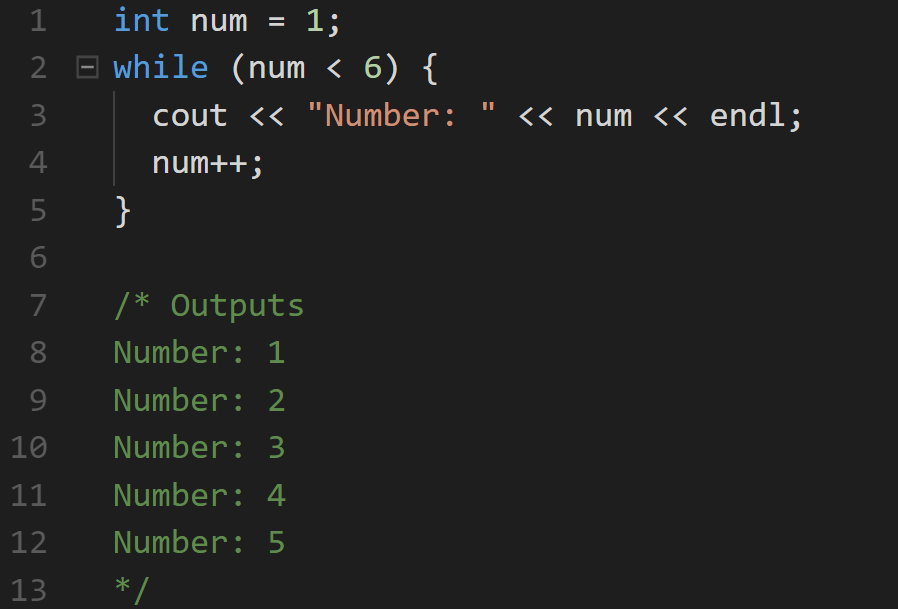 1 int num = 1;
2 while (num < 6) {
3 cout << "Number: " << num << endl;
4 num++;
5 }
6
7 /* Outputs
8 Number: 1
9 Number: 2
10 Number: 3
11 Number: 4
12 Number: 5
13 */